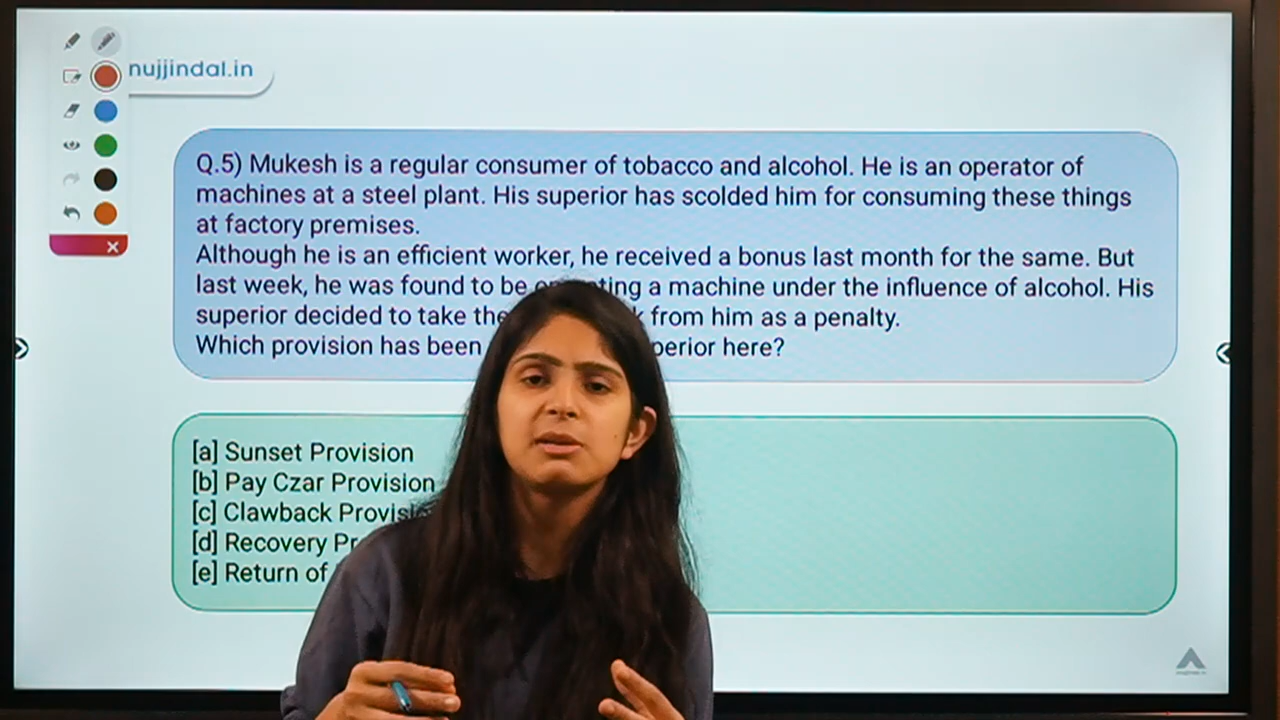 nujjindal.in
Q.5) Mukesh is a regular consumer of tobacco and alcohol. He is an operator of
machines at a steel plant. His superior has scolded him for consuming these things
at factory premises.
Although he is an efficient worker, he received a bonus last month for the same. But
last week, he was found to be a machine under the influence of alcohol. His
superior decided to take the from him as a penalty.
Which provision has been here?
[a] Sunset Provision
[b] Pay Czar Provision
[c] Clawback
[d] Recovery
[e] Return of